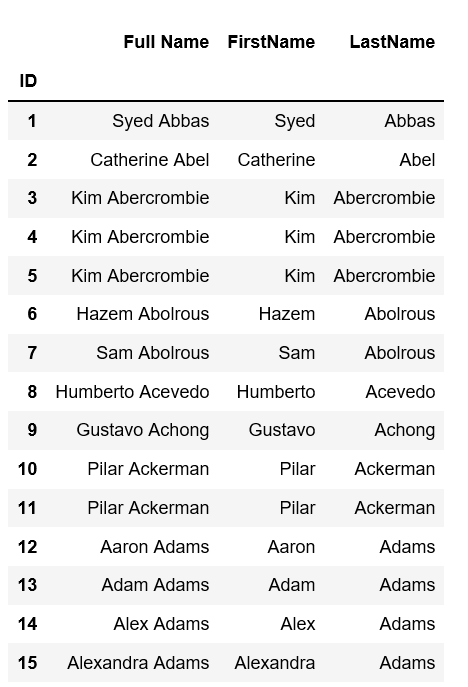 Full Name FirstName LastName
ID
1 Syed Abbas Syed Abbas
2 Catherine Abel Catherine Abel
3 Kim Abercrombie Kim Abercrombie
4 Kim Abercrombie Kim Abercrombie
5 Kim Abercrombie Kim Abercrombie
6 Hazem Abolrous Hazem Abolrous
7 Sam Abolrous Sam Abolrous
8 Humberto Acevedo Humberto Acevedo
9 Gustavo Achong Gustavo Achong
10 Pilar Ackerman Pilar Ackerman
11 Pilar Ackerman Pilar Ackerman
12 Aaron Adams Aaron Adams
13 Adam Adams Adam Adams
14 Alex Adams Alex Adams
15 Alexandra Adams Alexandra Adams